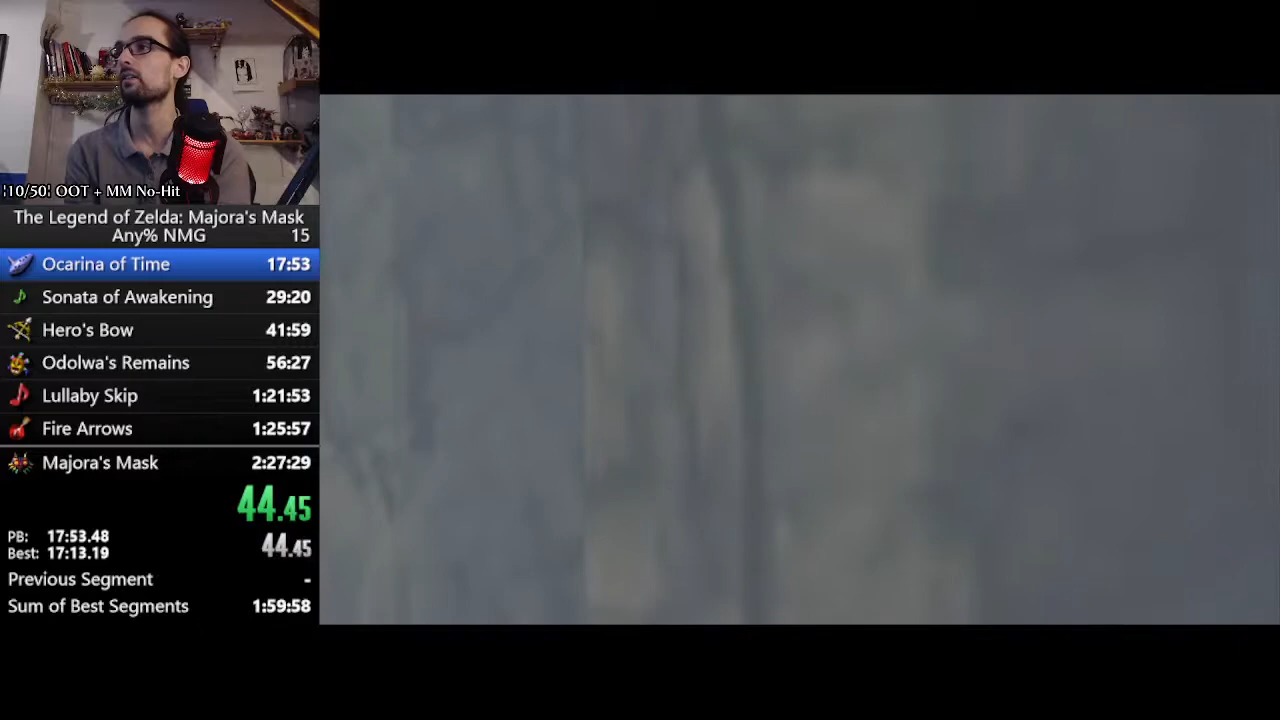 [10/50] OOT + MM No-Hit
The Legend of Zelda: Majora's Mask
Any% NMG 15
Ocarina of Time 17:53
Sonata of Awakening 29:20
Hero's Bow 41:59
Odolwa's Remains 56:27
Lullaby Skip 1:21:53
Fire Arrows 1:25:57
Majora's Mask 2:27:29
44.45
PB: 17:53.48
Best: 17:13.19 44.45
Previous Segment -
Sum of Best Segments 1:59:58